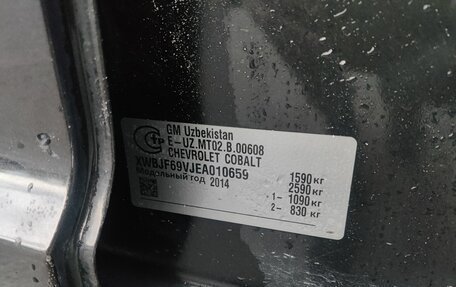 TP
GM Uzbekistan
E-UZ.MT02.B.00608
CHEVROLET COBALT
XWBJF69VJEA010659
Модельный год 2014
1590 кг
2590 кг
1- 1090 кг
2- 830 кг